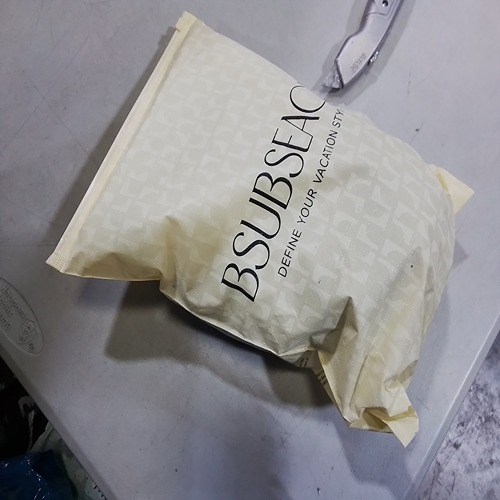 BSUBSEAC
DEFINE YOUR VACATION STY